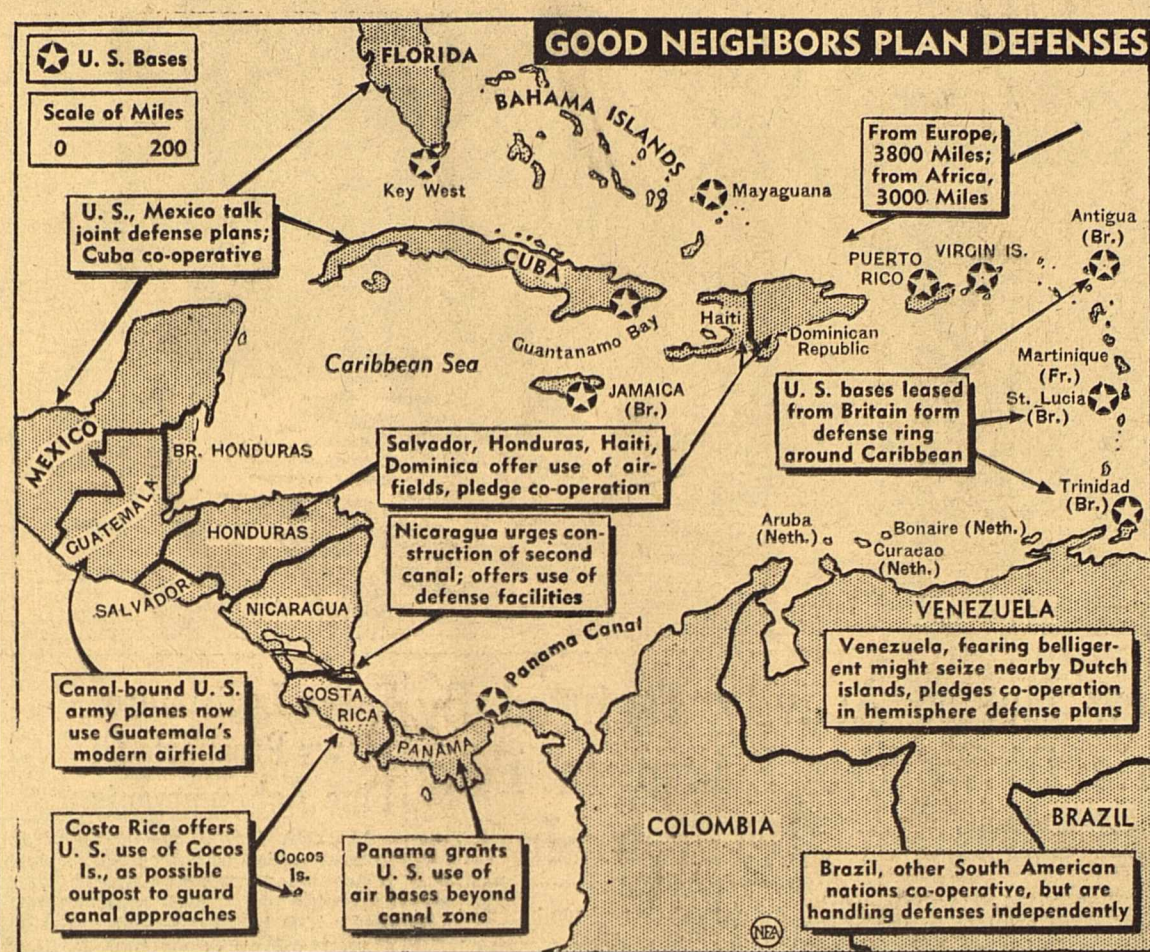 GOOD NEIGHBORS PLAN DEFENSES
U. S. Bases
Scale of Miles
0 200
FLORIDA
BAHAMA ISLANDS
Key West
Mayaguana
From Europe,
3800 Miles;
from Africa,
3000 Miles
U. S., Mexico talk
joint defense plans;
Cuba co-operative
Antigua
(Br.)
CUBA
PUERTO
RICO
VIRGIN IS.
Guantanamo Bay
Haiti
Dominican
Republic
Caribbean Sea
JAMAICA
(Br.)
Martinique
(Fr.)
St. Lucia
(Br.)
U. S. bases leased
from Britain form
defense ring
around Caribbean
MEXICO
BR. HONDURAS
Salvador, Honduras, Haiti,
Dominica offer use of air-
fields, pledge co-operation
Trinidad
(Br.)
GUATEMALA
HONDURAS
Nicaragua urges con-
struction of second
canal; offers use of
defense facilities
Aruba
(Neth.)
Bonaire (Neth.)
Curacao
(Neth.)
SALVADOR
NICARAGUA
Panama Canal
VENEZUELA
Venezuela, fearing belliger-
ent might seize nearby Dutch
islands, pledges co-operation
in hemisphere defense plans
Canal-bound U. S.
army planes now
use Guatemala's
modern airfield
COSTA
RICA
PANAMA
COLOMBIA
BRAZIL
Costa Rica offers
U. S. use of Cocos
Is., as possible
outpost to guard
canal approaches
Cocos
Is.
Panama grants
U. S. use of
air bases beyond
canal zone
Brazil, other South American
nations co-operative, but are
handling defenses independently
NEA